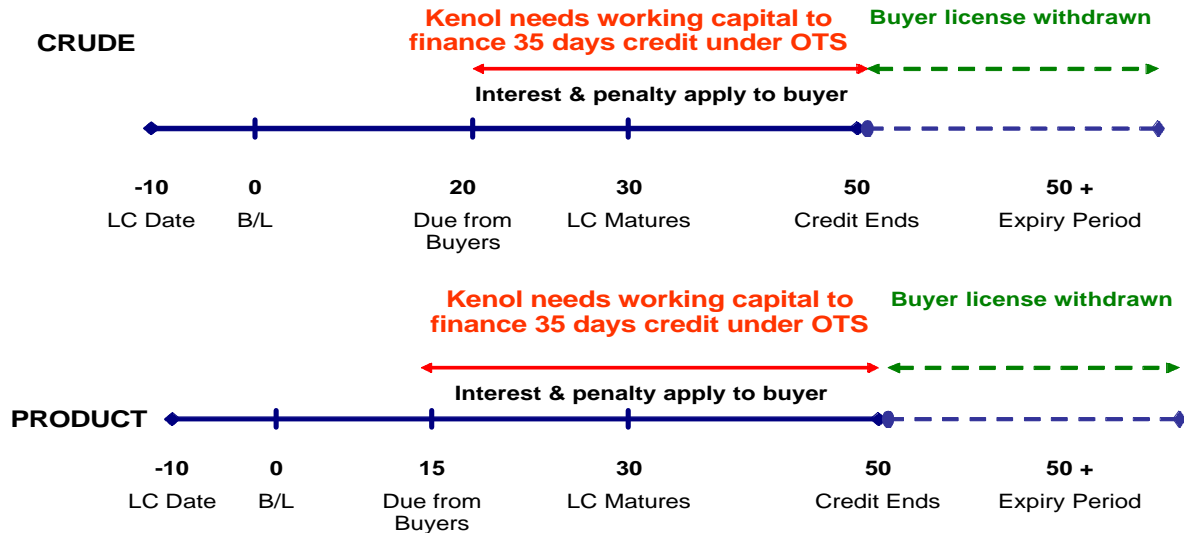 Kenol needs working capital to
finance 35 days credit under OTS
Buyer license withdrawn
CRUDE
Interest & penalty apply to buyer
-10 0 20 30 50 50 +
LC Date B/L Due from LC Matures Credit Ends Expiry Period
Buyers
Kenol needs working capital to
finance 35 days credit under OTS
Buyer license withdrawn
Interest & penalty apply to buyer
PRODUCT
-10 0 15 30 50 50 +
LC Date B/L Due from LC Matures Credit Ends Expiry Period
Buyers